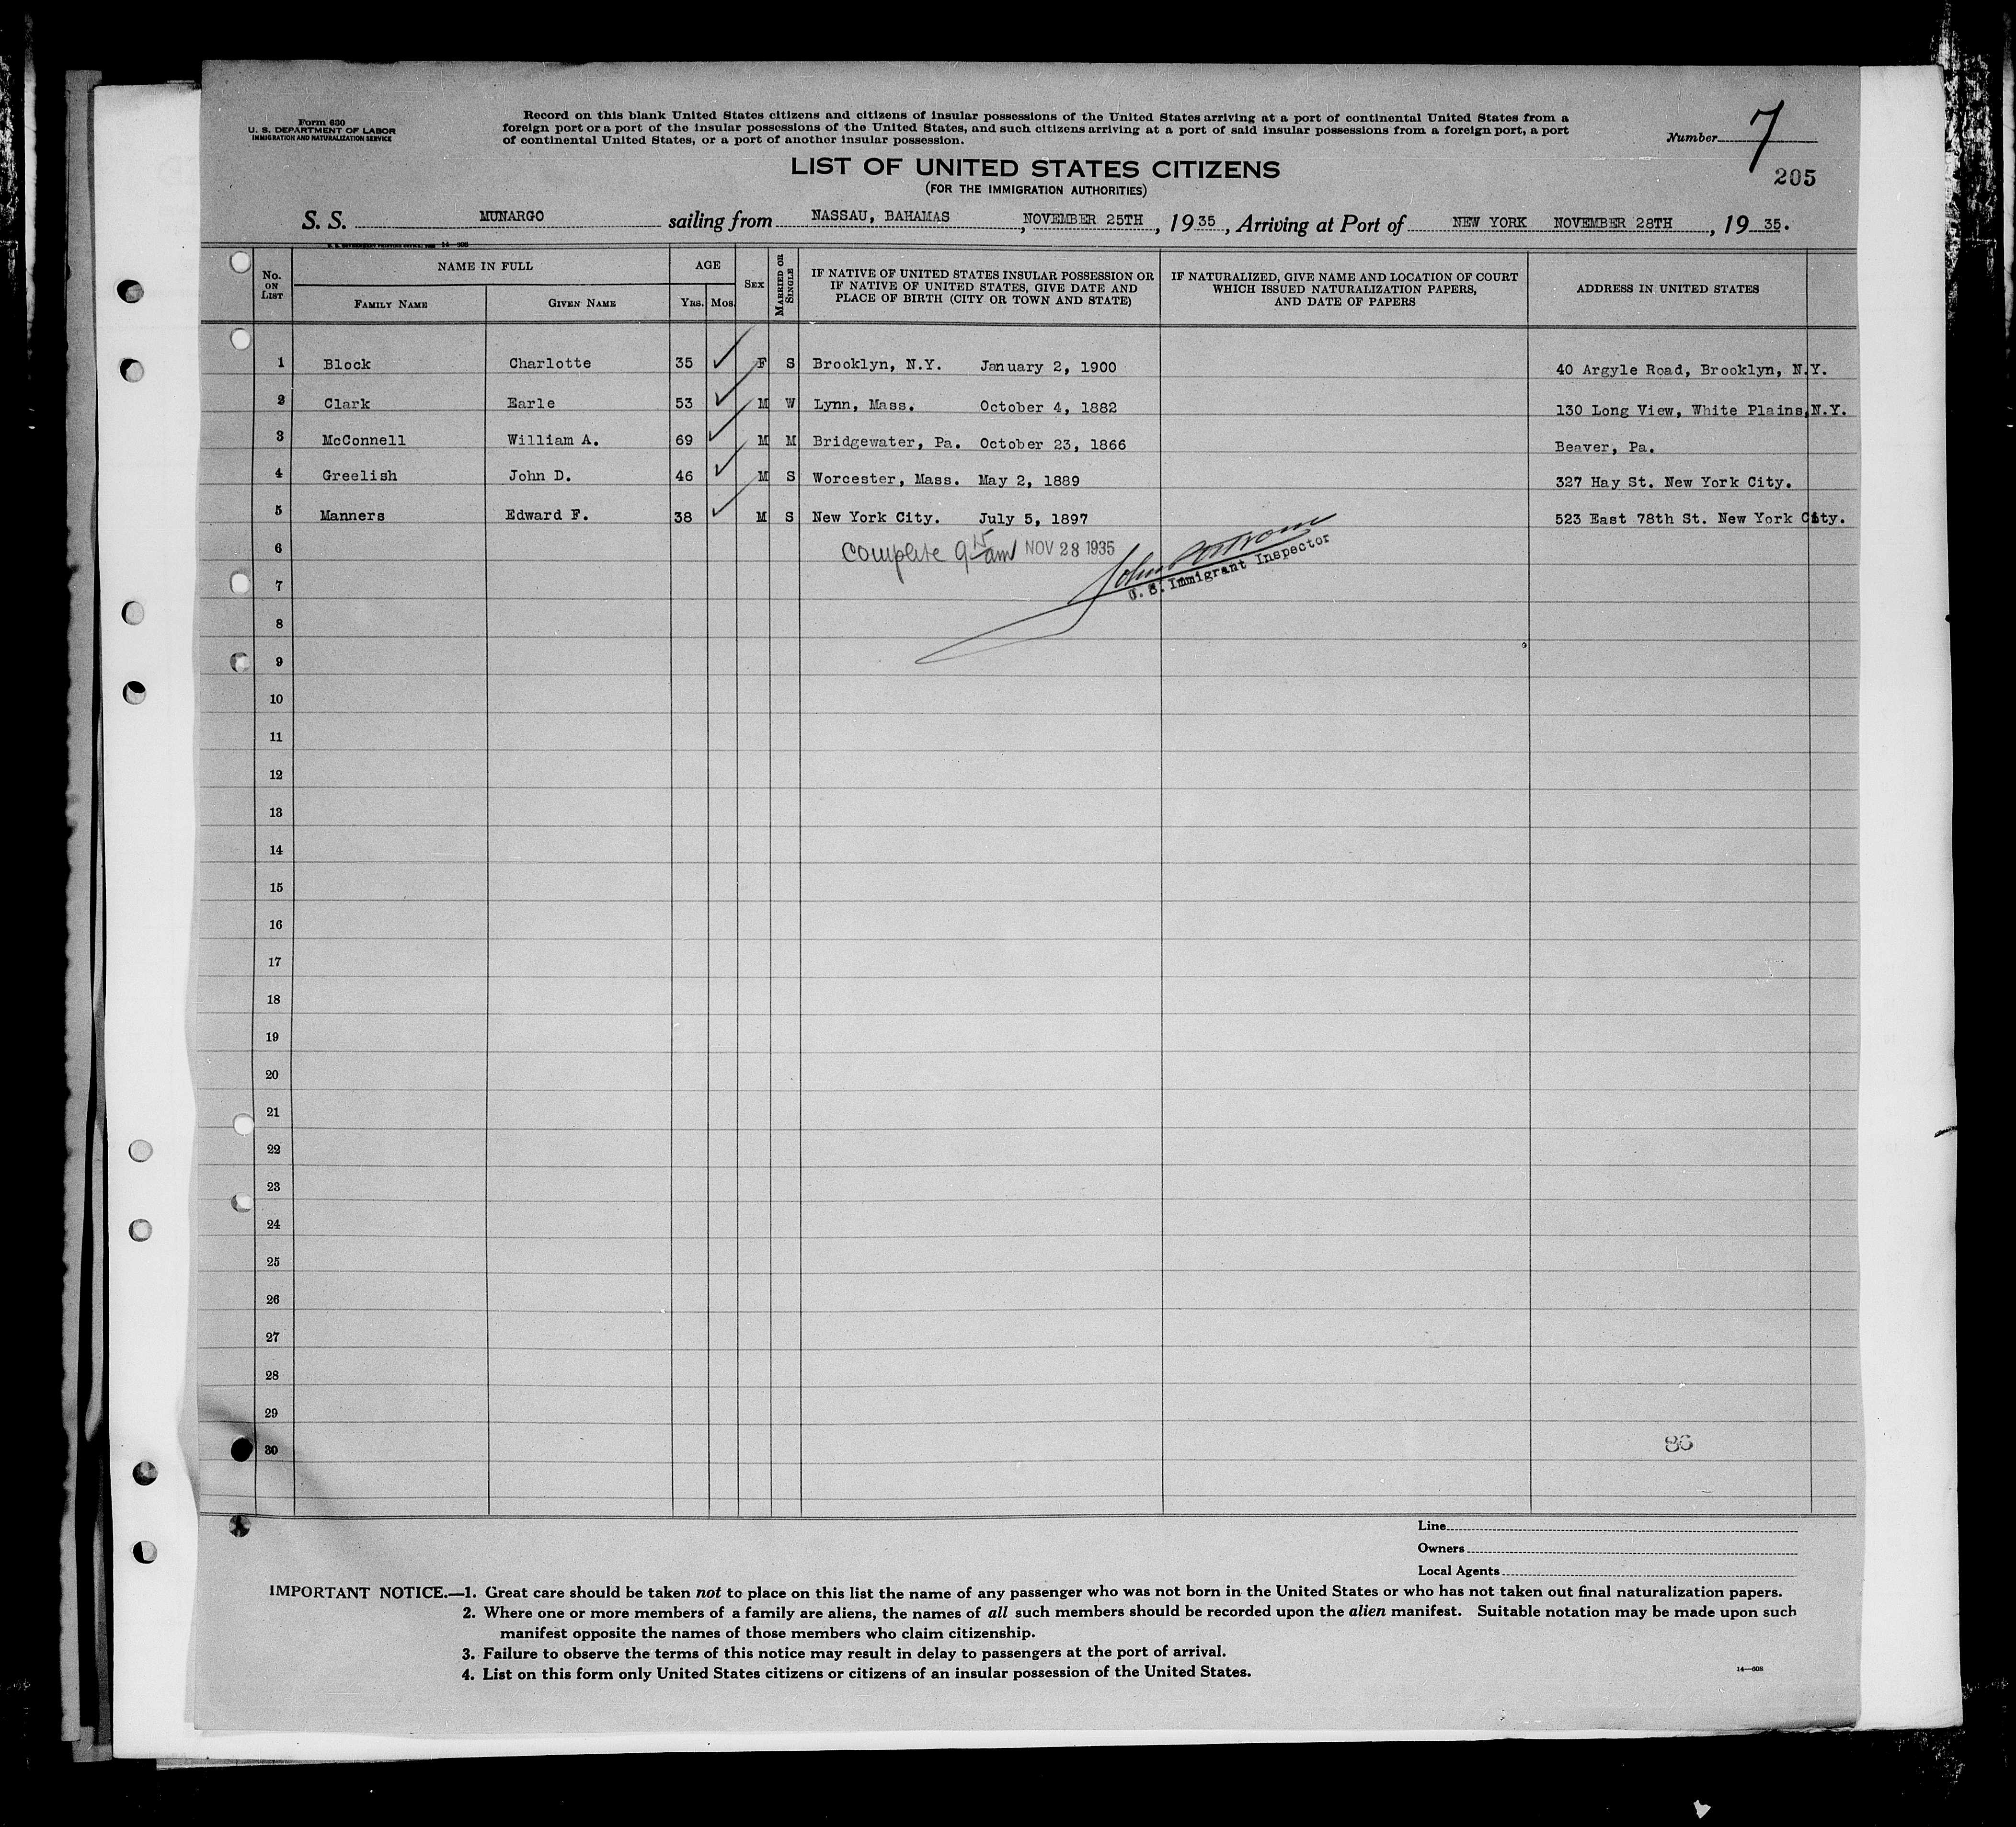 Form 630
U. S. DEPARTMENT OF LABOR
IMMIGRATION AND NATURALIZATION SERVICE
Record on this blank United States citizens and citizens of insular possessions of the United States arriving at a port of continental United States from a
foreign port or a port of the insular possessions of the United States, and such citizens arriving at a port of said insular possessions from a foreign port, a port
of continental United States, or a port of another insular possession.
Number 7
205
LIST OF UNITED STATES CITIZENS
(FOR THE IMMIGRATION AUTHORITIES)
S. S. MUNARGO sailing from NASSAU, BAHAMAS, NOVEMBER 25TH, 1935, Arriving at Port of NEW YORK NOVEMBER 28TH, 1935.
No. ON LIST
NAME IN FULL
FAMILY NAME
GIVEN NAME
AGE
YRS.
MOS.
SEX
MARRIED OR SINGLE
IF NATIVE OF UNITED STATES INSULAR POSSESSION OR
IF NATIVE OF UNITED STATES, GIVE DATE AND
PLACE OF BIRTH (CITY OR TOWN AND STATE)
IF NATURALIZED, GIVE NAME AND LOCATION OF COURT
WHICH ISSUED NATURALIZATION PAPERS,
AND DATE OF PAPERS
ADDRESS IN UNITED STATES
1 Block Charlotte 35 F S Brooklyn, N.Y. January 2, 1900 40 Argyle Road, Brooklyn, N.Y.
2 Clark Earle 53 M W Lynn, Mass. October 4, 1882 130 Long View, White Plains,N.Y.
3 McConnell William A. 69 M M Bridgewater, Pa. October 23, 1866 Beaver, Pa.
4 Greelish John D. 46 M S Worcester, Mass. May 2, 1889 327 Hay St. New York City.
5 Manners Edward F. 38 M S New York City. July 5, 1897 523 East 78th St. New York City.
6 Complete 9 15 am NOV 28 1935
John
U. S. Immigrant Inspector
7
8
9
10
11
12
13
14
15
16
17
18
19
20
21
22
23
24
25
26
27
28
29
30
86
Line
Owners
Local Agents
IMPORTANT NOTICE.—1. Great care should be taken not to place on this list the name of any passenger who was not born in the United States or who has not taken out final naturalization papers.
2. Where one or more members of a family are aliens, the names of all such members should be recorded upon the alien manifest. Suitable notation may be made upon such
manifest opposite the names of those members who claim citizenship.
3. Failure to observe the terms of this notice may result in delay to passengers at the port of arrival.
4. List on this form only United States citizens or citizens of an insular possession of the United States.
14—608